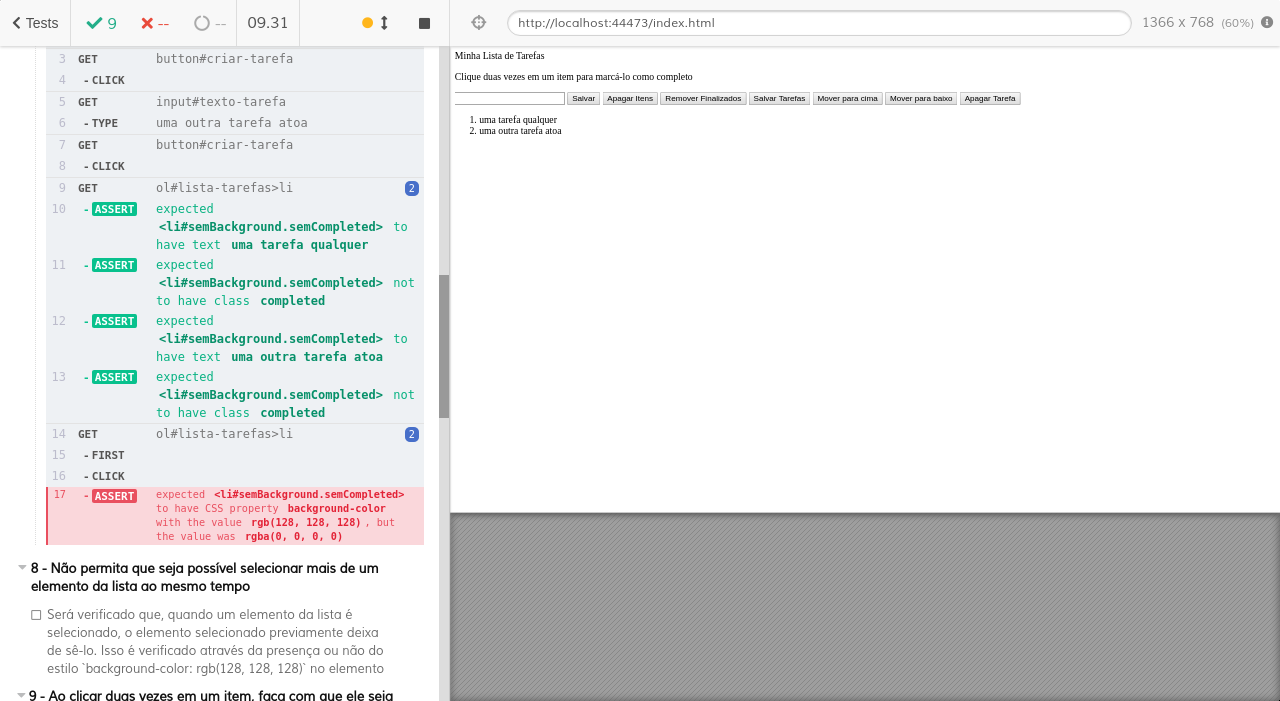 Tests 9 -- -- 09.31 http://localhost:44473/index.html 1366 x 768 (60%)
3 GET button#criar-tarefa
4 - CLICK
5 GET input#texto-tarefa
6 - TYPE uma outra tarefa atoa
7 GET button#criar-tarefa
8 - CLICK
9 GET ol#lista-tarefas>li 2
10 - ASSERT expected
<li#semBackground.semCompleted> to
have text uma tarefa qualquer
11 - ASSERT expected
<li#semBackground.semCompleted> not
to have class completed
12 - ASSERT expected
<li#semBackground.semCompleted> to
have text uma outra tarefa atoa
13 - ASSERT expected
<li#semBackground.semCompleted> not
to have class completed
14 GET ol#lista-tarefas>li 2
15 - FIRST
16 - CLICK
17 - ASSERT expected <li#semBackground.semCompleted>
to have CSS property background-color
with the value rgb(128, 128, 128) , but
the value was rgba(0, 0, 0, 0)
8 - Não permita que seja possível selecionar mais de um
elemento da lista ao mesmo tempo
Será verificado que, quando um elemento da lista é
selecionado, o elemento selecionado previamente deixa
de sê-lo. Isso é verificado através da presença ou não do
estilo `background-color: rgb(128, 128, 128)` no elemento
9 - Ao clicar duas vezes em um item, faça com que ele seja
Minha Lista de Tarefas
Clique duas vezes em um item para marcá-lo como completo
Salvar Apagar Itens Remover Finalizados Salvar Tarefas Mover para cima Mover para baixo Apagar Tarefa
1. uma tarefa qualquer
2. uma outra tarefa atoa